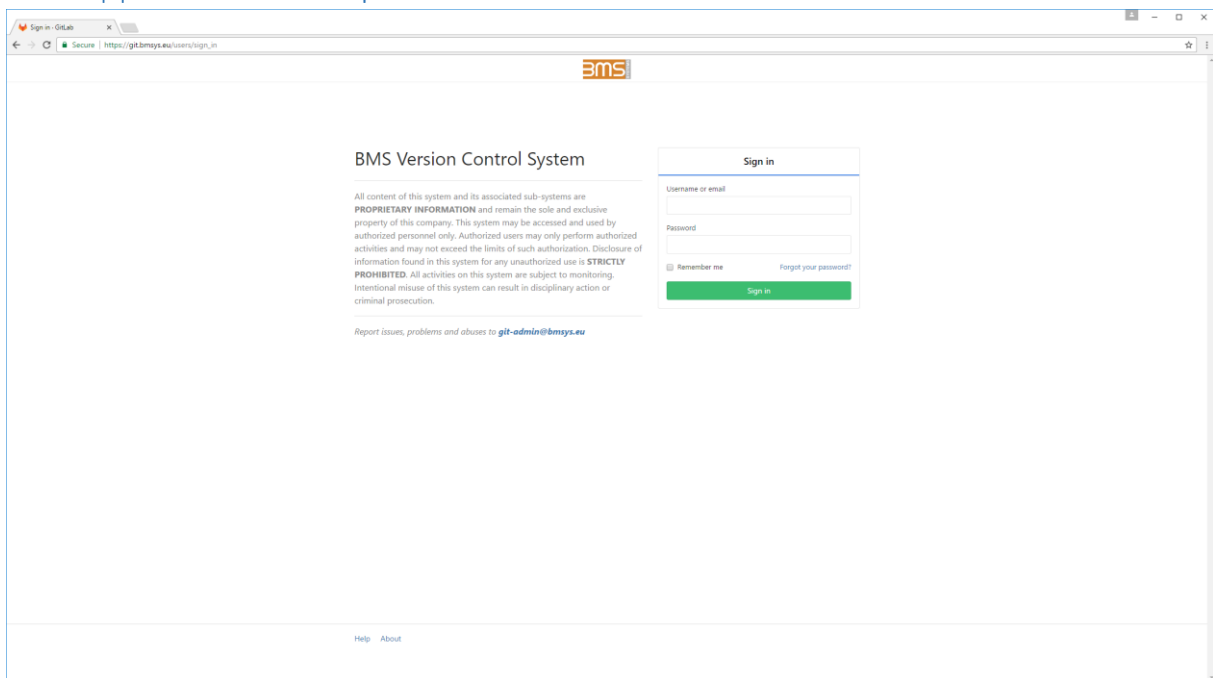 Sign in · GitLab
Secure | https://git.bmsys.eu/users/sign_in
BMS
BMS Version Control System
All content of this system and its associated sub-systems are
PROPRIETARY INFORMATION and remain the sole and exclusive
property of this company. This system may be accessed and used by
authorized personnel only. Authorized users may only perform authorized
activities and may not exceed the limits of such authorization. Disclosure of
information found in this system for any unauthorized use is STRICTLY
PROHIBITED. All activities on this system are subject to monitoring.
Intentional misuse of this system can result in disciplinary action or
criminal prosecution.
Report issues, problems and abuses to git-admin@bmsys.eu
Sign in
Username or email
Password
Remember me Forgot your password?
Sign in
Help About